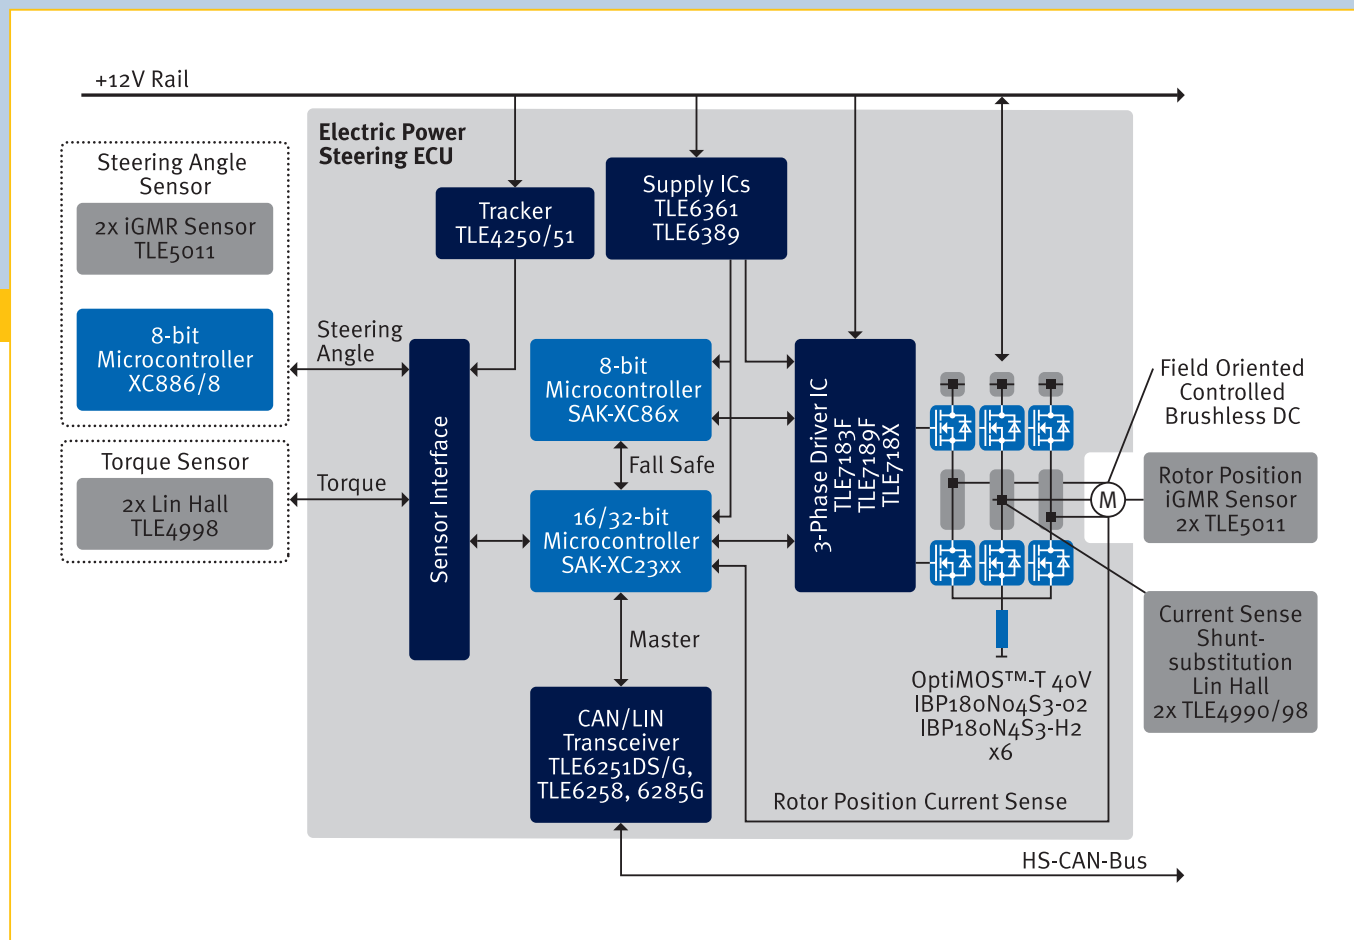 +12V Rail
Electric Power
Steering ECU
Steering Angle
Sensor
2x iGMR Sensor
TLE5011
8-bit
Microcontroller
XC886/8
Torque Sensor
2x Lin Hall
TLE4998
Steering
Angle
Torque
Tracker
TLE4250/51
Supply ICs
TLE6361
TLE6389
Sensor Interface
8-bit
Microcontroller
SAK-XC86x
Fall Safe
16/32-bit
Microcontroller
SAK-XC23xx
Master
CAN/LIN
Transceiver
TLE6251DS/G,
TLE6258, 6285G
3-Phase Driver IC
TLE7183F
TLE7189F
TLE718X
Field Oriented
Controlled
Brushless DC
M
Rotor Position
iGMR Sensor
2x TLE5011
Current Sense
Shunt-
substitution
Lin Hall
2x TLE4990/98
OptiMOS™-T 40V
IBP180N04S3-02
IBP180N4S3-H2
x6
Rotor Position Current Sense
HS-CAN-Bus